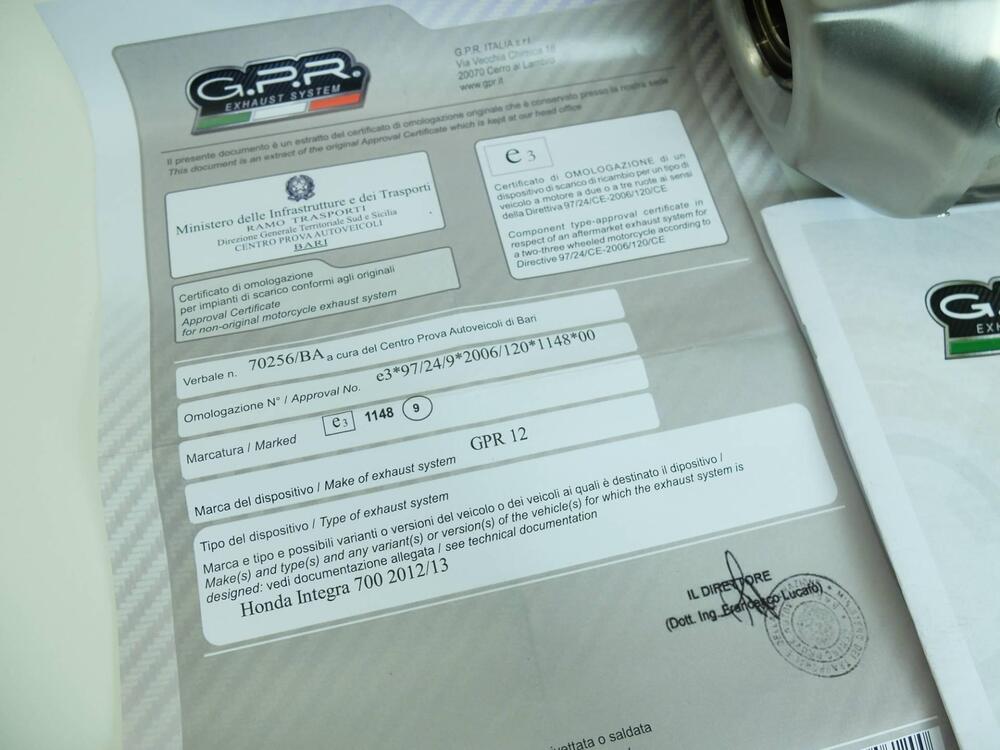 G.P.R.
EXHAUST SYSTEM
G.P.R. ITALIA s.r.l.
Via Vecchia Chimica 18
20070 Cerro al Lambro
www.gpr.it
Il presente documento è un estratto del certificato di omologazione originale che è conservato presso la nostra sede
This document is an extract of the original Approval Certificate which is kept at our head office
Ministero delle Infrastrutture e dei Trasporti
RAMO TRASPORTI
Direzione Generale Territoriale Sud e Sicilia
CENTRO PROVA AUTOVEICOLI
BARI
e3
Certificato di OMOLOGAZIONE di un
dispositivo di scarico di ricambio per un tipo di
veicolo a motore a due o a tre ruote ai sensi
della Direttiva 97/24/CE-2006/120/CE
Component type-approval certificate in
respect of an aftermarket exhaust system for
a two-three wheeled motorcycle according to
Directive 97/24/CE-2006/120/CE
Certificato di omologazione
per impianti di scarico conformi agli originali
Approval Certificate
for non-original motorcycle exhaust system
Verbale n. 70256/BA a cura del Centro Prova Autoveicoli di Bari
Omologazione N° / Approval No. e3*97/24/9*2006/120*1148*00
Marcatura / Marked e3 1148 9
Marca del dispositivo / Make of exhaust system GPR 12
Tipo del dispositivo / Type of exhaust system
Marca e tipo e possibili varianti o versioni del veicolo o dei veicoli ai quali è destinato il dipositivo /
Make(s) and type(s) and any variant(s) or version(s) of the vehicle(s) for which the exhaust system is
designed: vedi documentazione allegata / see technical documentation
Honda Integra 700 2012/13
IL DIRETTORE
(Dott. Ing. Francesco Lucafò)
o saldata